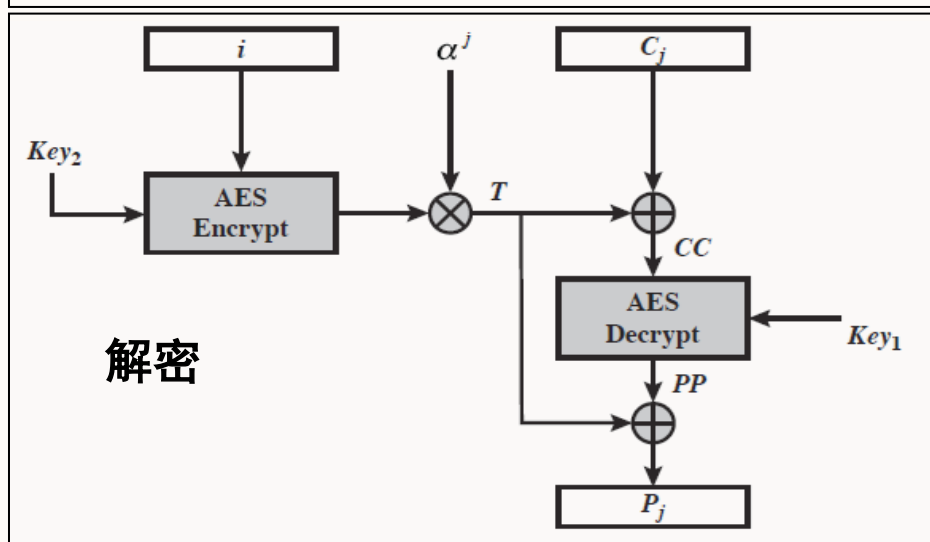 i
α^j
C_j
Key₂
AES
Encrypt
T
CC
AES
Decrypt
Key₁
解密
PP
P_j